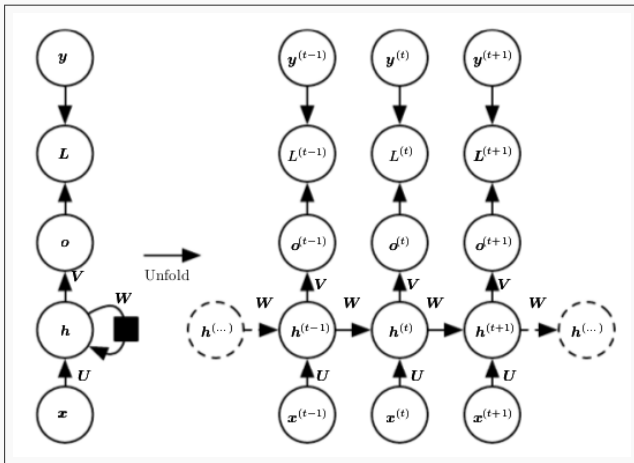 y y^(t−1) y^(t) y^(t+1)
L L^(t−1) L^(t) L^(t+1)
o o^(t−1) o^(t) o^(t+1)
Unfold
V V V V
W W W W W
h h^(...) h^(t−1) h^(t) h^(t+1) h^(...)
U U U U
x x^(t−1) x^(t) x^(t+1)